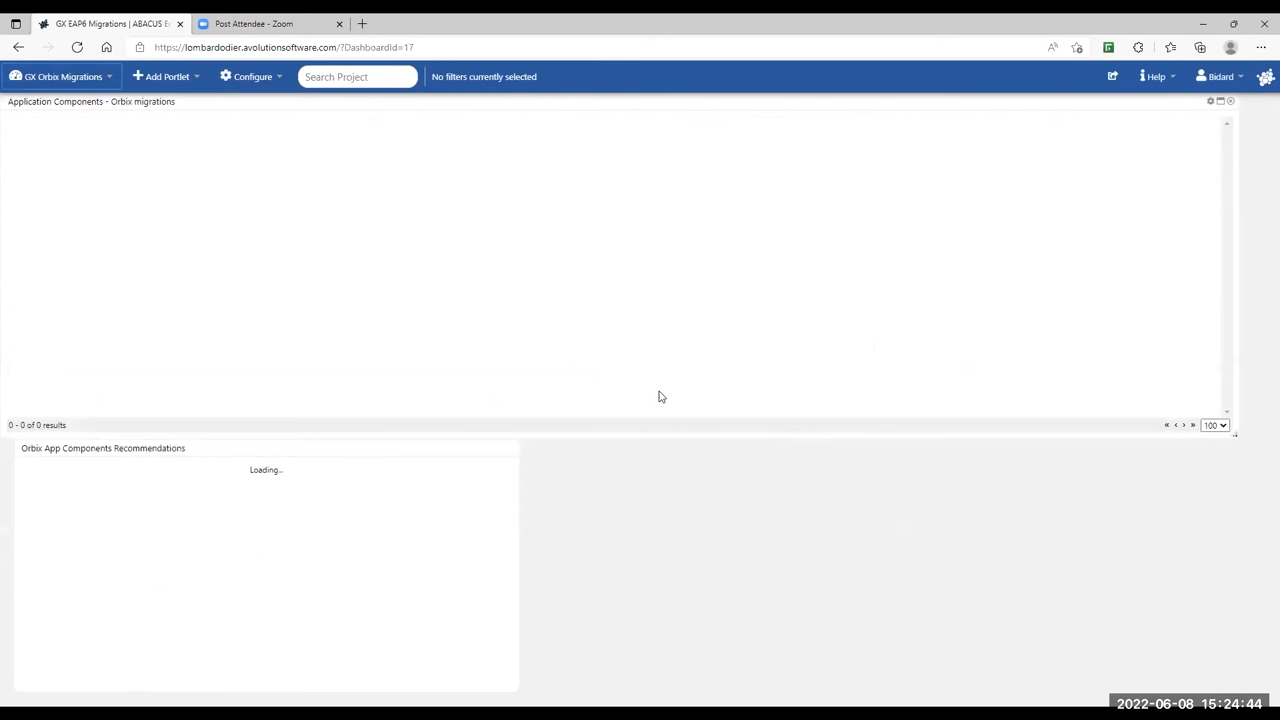 GX EAP6 Migrations | ABACUS E
Post Attendee - Zoom
https://lombardodier.avolutionsoftware.com/?DashboardId=17
GX Orbix Migrations
Add Portlet
Configure
Search Project
No filters currently selected
Help
Bidard
Application Components - Orbix migrations
0 - 0 of 0 results
« ‹ › »
100
Orbix App Components Recommendations
Loading...
2022-06-08 15:24:44